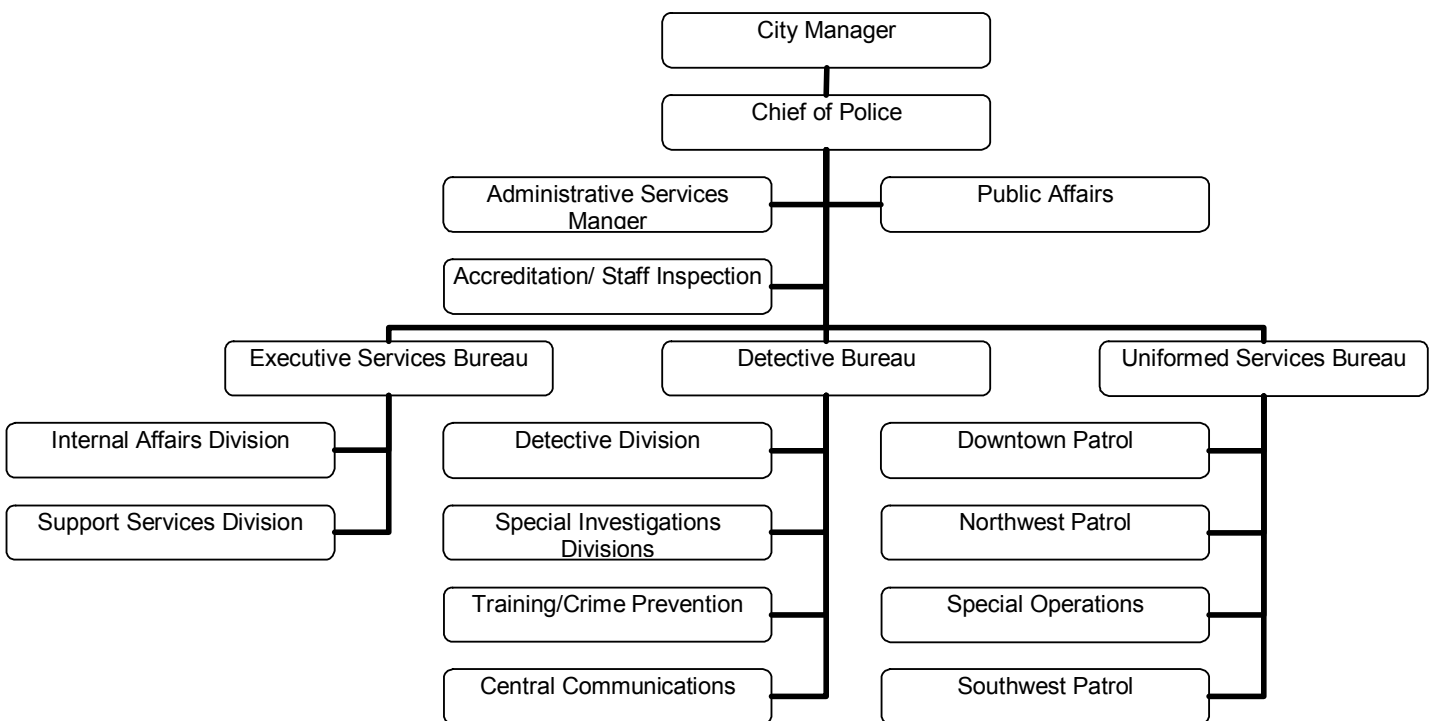 City Manager
Chief of Police
Administrative Services
Manger
Public Affairs
Accreditation/ Staff Inspection
Executive Services Bureau
Detective Bureau
Uniformed Services Bureau
Internal Affairs Division
Detective Division
Downtown Patrol
Support Services Division
Special Investigations
Divisions
Northwest Patrol
Training/Crime Prevention
Special Operations
Central Communications
Southwest Patrol